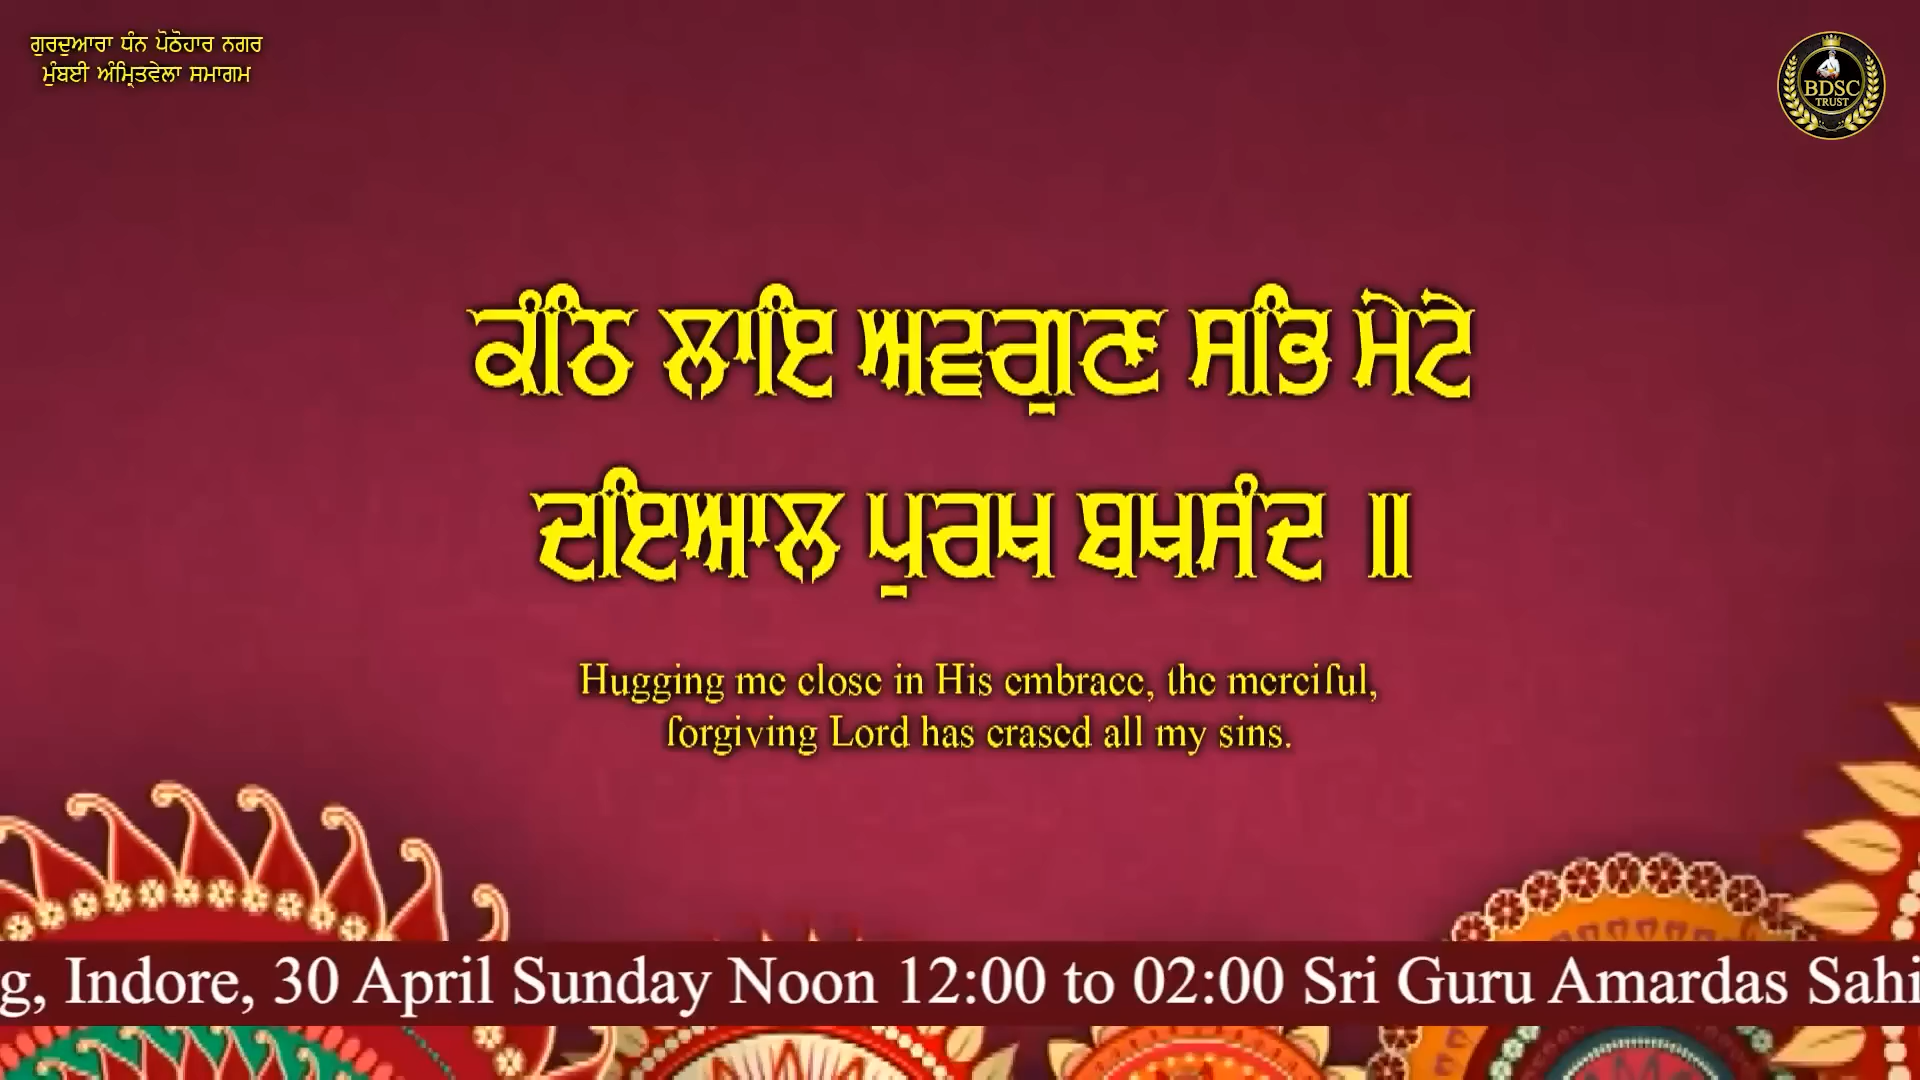 ਗੁਰਦੁਆਰਾ ਧੰਨ ਪੋਠੋਹਾਰ ਨਗਰ
ਮੁੰਬਈ ਅੰਮ੍ਰਿਤਵੇਲਾ ਸਮਾਗਮ
BDSC
TRUST
ਕੰਠਿ ਲਾਇ ਅਵਗੁਣ ਸਭਿ ਮੇਟੇ
ਦਇਆਲ ਪੁਰਖ ਬਖਸੰਦ ॥
Hugging me close in His embrace, the merciful,
forgiving Lord has erased all my sins.
g, Indore, 30 April Sunday Noon 12:00 to 02:00 Sri Guru Amardas Sahi